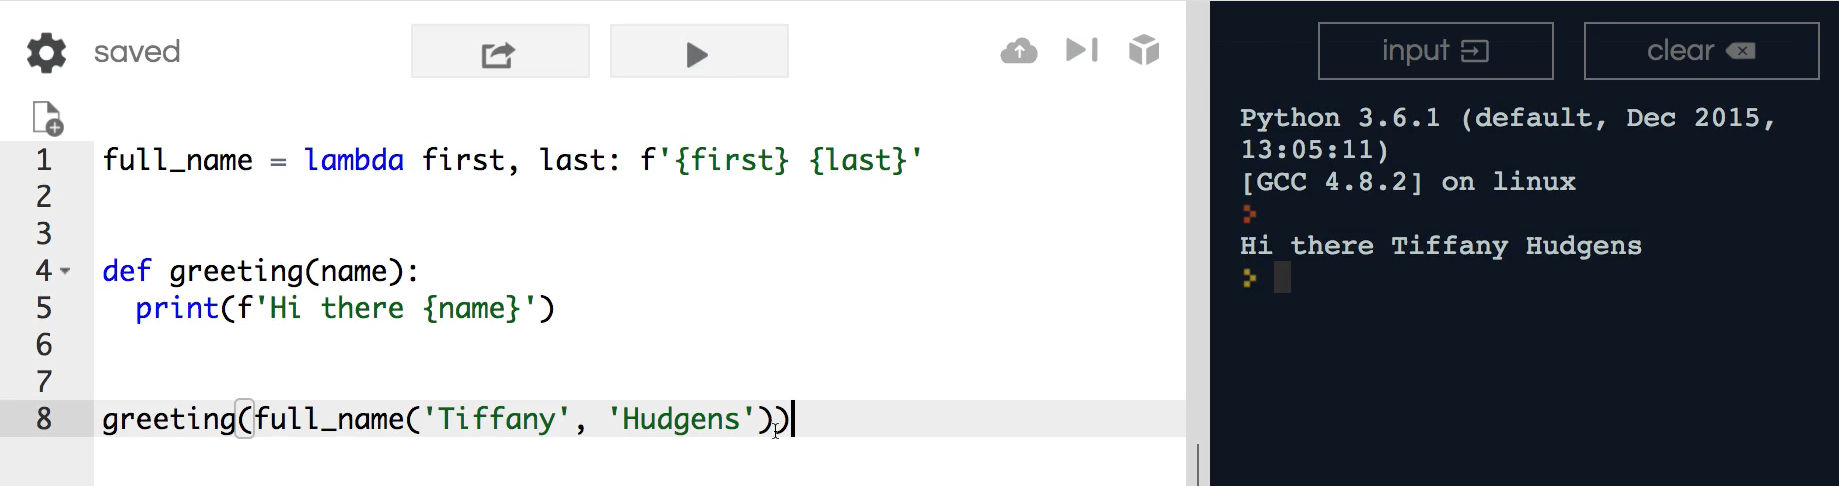 saved
1 full_name = lambda first, last: f'{first} {last}'
2
3
4 def greeting(name):
5   print(f'Hi there {name}')
6
7
8 greeting(full_name('Tiffany', 'Hudgens'))
input
clear
Python 3.6.1 (default, Dec 2015,
13:05:11)
[GCC 4.8.2] on linux
>
Hi there Tiffany Hudgens
>